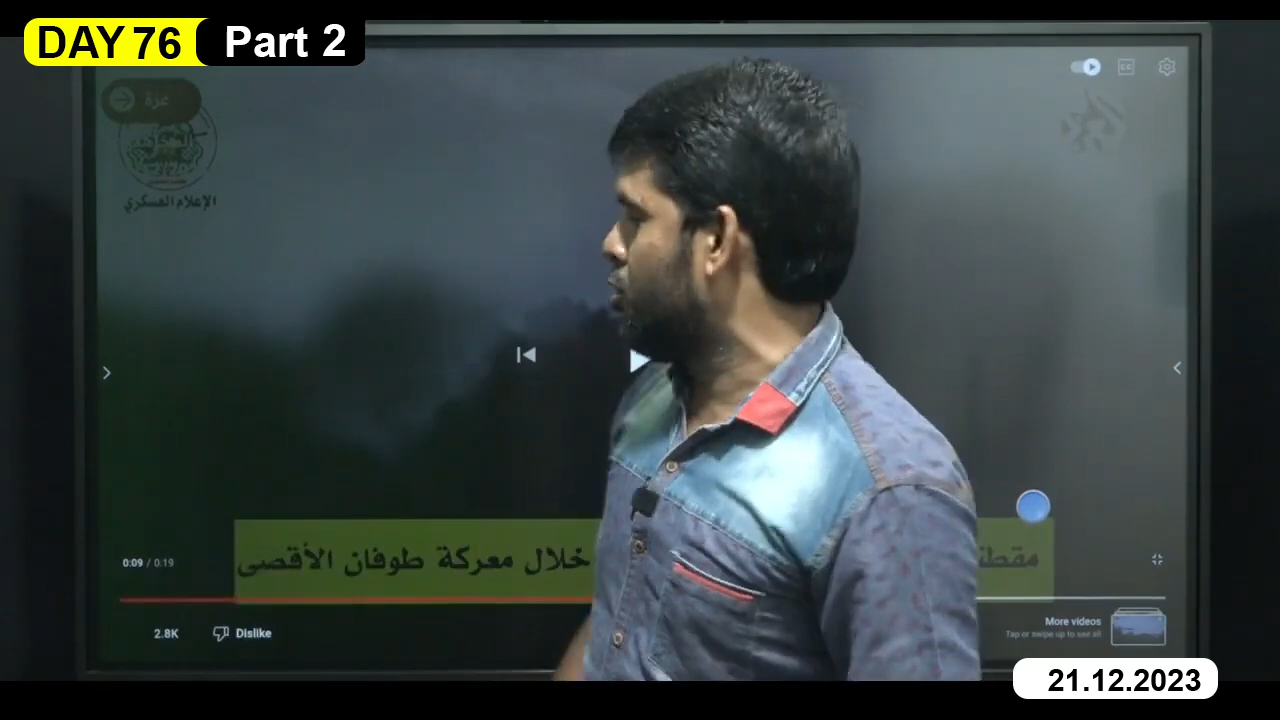 DAY 76 Part 2
غزة
الإعلام العسكري
خلال معركة طوفان الأقصى
0:09 / 0:19
2.8K Dislike
More videos
Tap or swipe up to see all
21.12.2023